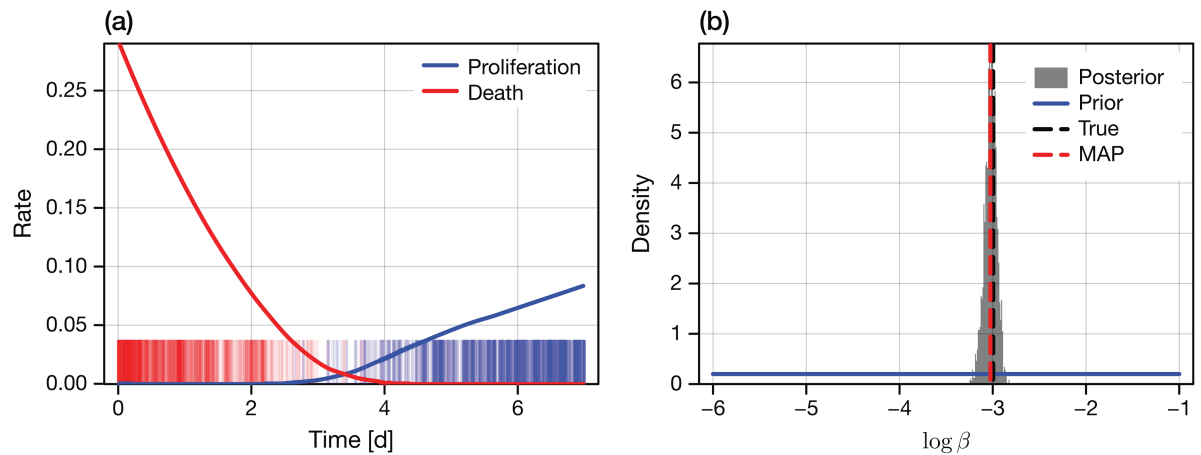 (a)
Rate
0.25
0.20
0.15
0.10
0.05
0.00
Proliferation
Death
0
2
4
6
Time [d]
(b)
Density
6
5
4
3
2
1
0
Posterior
Prior
True
MAP
−6
−5
−4
−3
−2
−1
log β